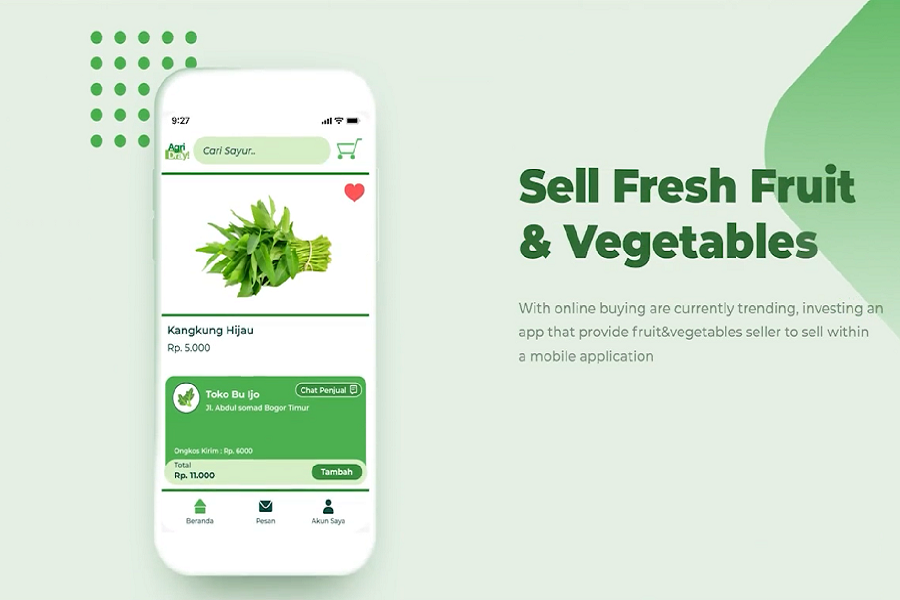 9:27
Agri
Dray!
Cari Sayur..
Kangkung Hijau
Rp. 5.000
Toko Bu Ijo
Chat Penjual
Jl. Abdul somad Bogor Timur
Ongkos Kirim : Rp. 6000
Total
Rp. 11.000
Tambah
Beranda
Pesan
Akun Saya
Sell Fresh Fruit
& Vegetables
With online buying are currently trending, investing an
app that provide fruit&vegetables seller to sell within
a mobile application